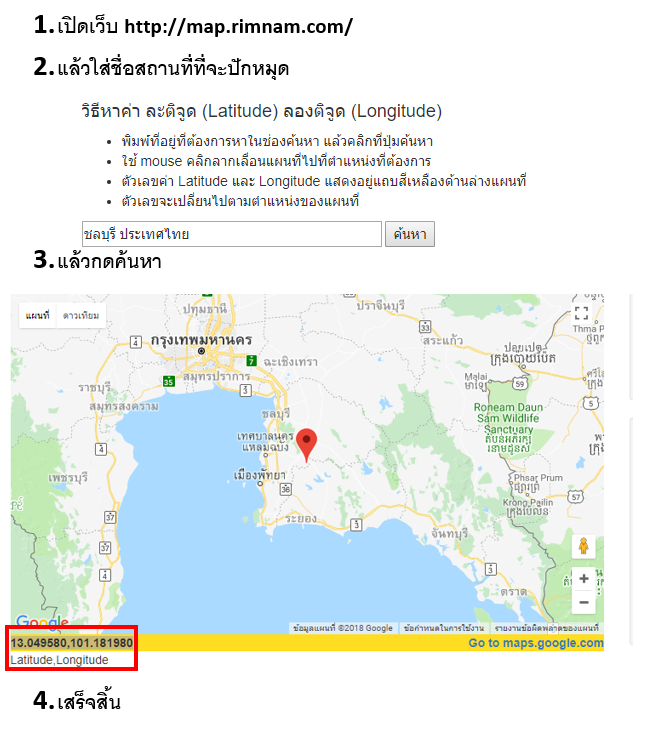 1. เปิดเว็บ http://map.rimnam.com/
2. แล้วใส่ชื่อสถานที่ที่จะปักหมุด
วิธีหาค่า ละติจูด (Latitude) ลองติจูด (Longitude)
พิมพ์ที่อยู่ที่ต้องการหาในช่องค้นหา แล้วคลิกที่ปุ่มค้นหา
ใช้ mouse คลิกลากเลื่อนแผนที่ไปที่ตำแหน่งที่ต้องการ
ตัวเลขค่า Latitude และ Longitude แสดงอยู่แถบสีเหลืองด้านล่างแผนที่
ตัวเลขจะเปลี่ยนไปตามตำแหน่งของแผนที่
ชลบุรี ประเทศไทย ค้นหา
3. แล้วกดค้นหา
แผนที่ ดาวเทียม
ปทุมธานี
ปราจีนบุรี
33
สระแก้ว
4
กรุงเทพมหานคร
7
ฉะเชิงเทรา
Thma P
ราชบุรี
35
สมุทรปราการ
3
59
สมุทรสงคราม
ชลบุรี
5
Roneam Daun
Sam Wildlife
Sanctuary
เทศบาลนคร
แหลมฉบัง
4
เพชรบุรี
เมืองพัทยา
36
Phsar Prum
Krong Pailin
57
37
ระยอง
3
จันทบุรี
37
4
ตราด
Google
ข้อมูลแผนที่ ©2018 Google ข้อกำหนดในการใช้งาน รายงานข้อผิดพลาดของแผนที่
13.049580,101.181980 Go to maps.google.com
Latitude,Longitude
4. เสร็จสิ้น